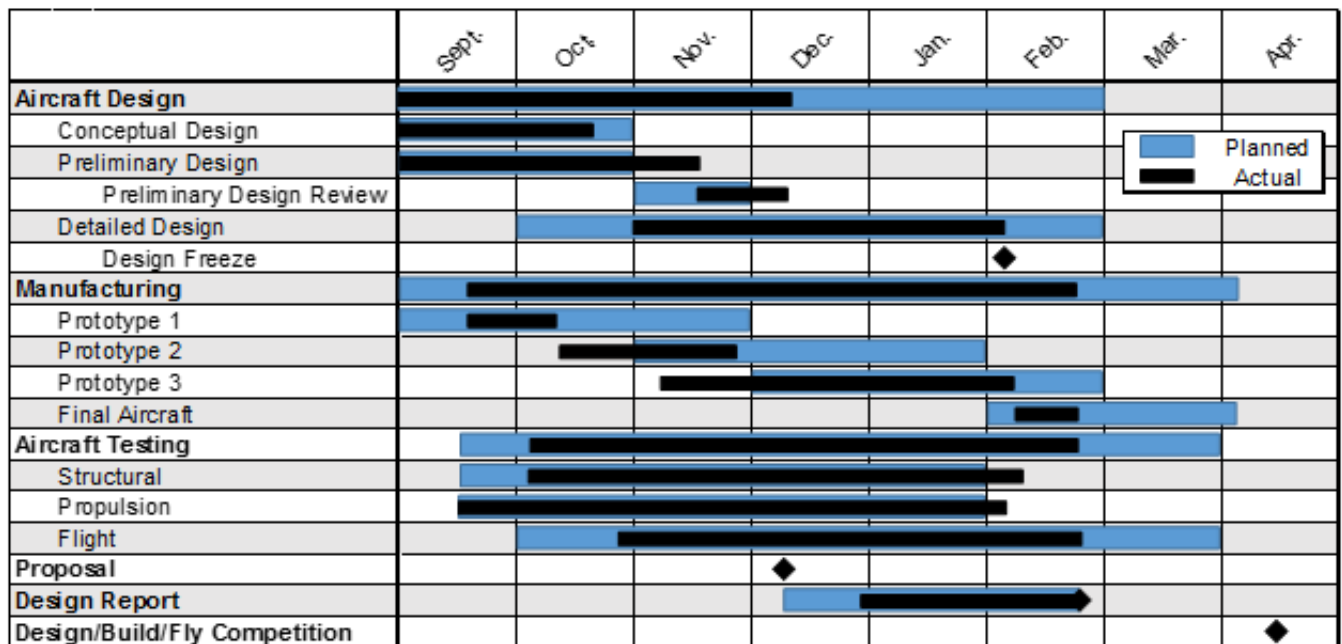 Sept. Oct. Nov. Dec. Jan. Feb. Mar. Apr.
Aircraft Design
Conceptual Design
Preliminary Design
Preliminary Design Review
Detailed Design
Design Freeze
Manufacturing
Prototype 1
Prototype 2
Prototype 3
Final Aircraft
Aircraft Testing
Structural
Propulsion
Flight
Proposal
Design Report
Design/Build/Fly Competition
Planned
Actual